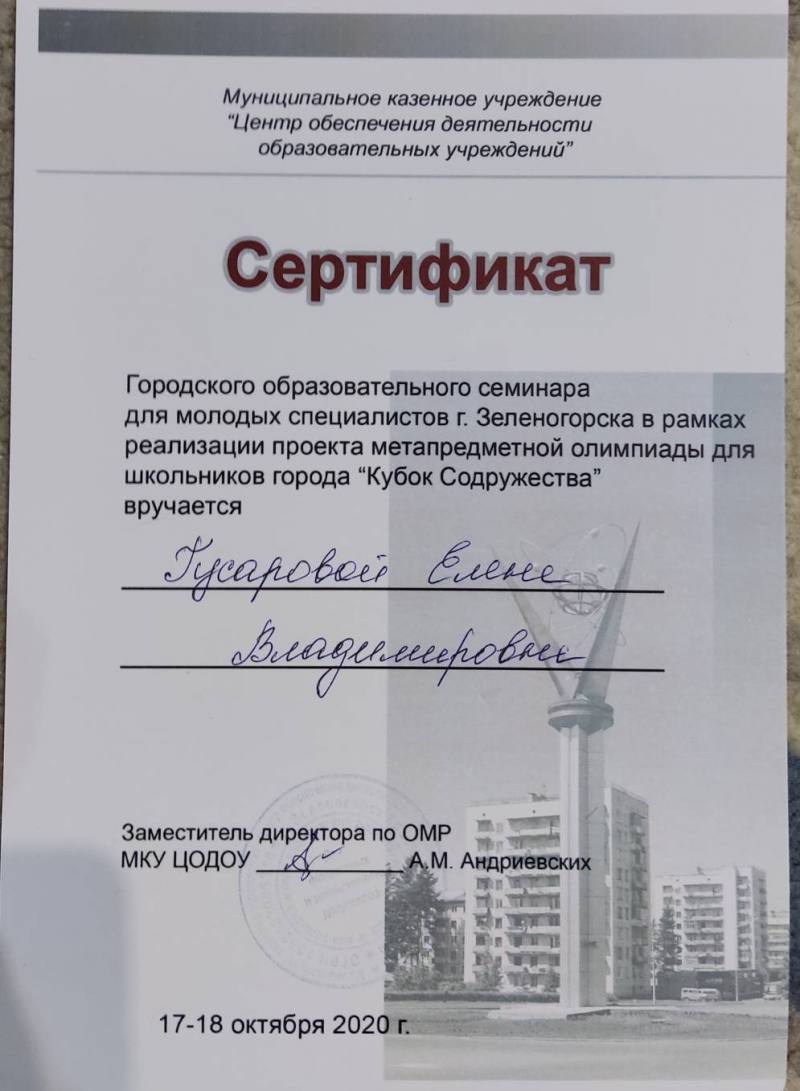 Муниципальное казенное учреждение
“Центр обеспечения деятельности
образовательных учреждений”
Сертификат
Городского образовательного семинара
для молодых специалистов г. Зеленогорска в рамках
реализации проекта метапредметной олимпиады для
школьников города “Кубок Содружества”
вручается
Гусаровой Елене
Владимировне
Заместитель директора по ОМР
МКУ ЦОДОУ А.М. Андриевских
17-18 октября 2020 г.